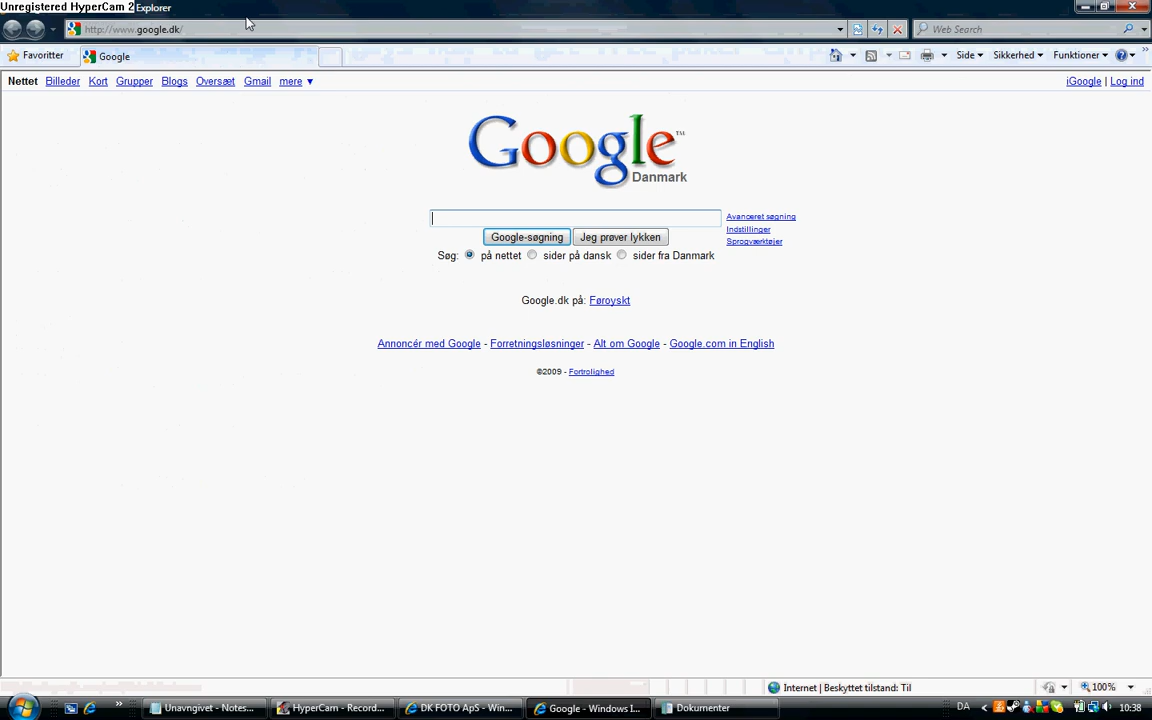 Unregistered HyperCam 2 Explorer
http://www.google.dk/
Web Search
Favoritter
Google
Side
Sikkerhed
Funktioner
Nettet Billeder Kort Grupper Blogs Oversæt Gmail mere ▼
iGoogle | Log ind
Google™
Danmark
Avanceret søgning
Indstillinger
Sprogværktøjer
Google-søgning Jeg prøver lykken
Søg: på nettet sider på dansk sider fra Danmark
Google.dk på: Føroyskt
Annoncér med Google - Forretningsløsninger - Alt om Google - Google.com in English
©2009 - Fortrolighed
Internet | Beskyttet tilstand: Til
100%
Unavngivet - Notes...
HyperCam - Record...
DK FOTO ApS - Win...
Google - Windows I...
Dokumenter
DA
10:38